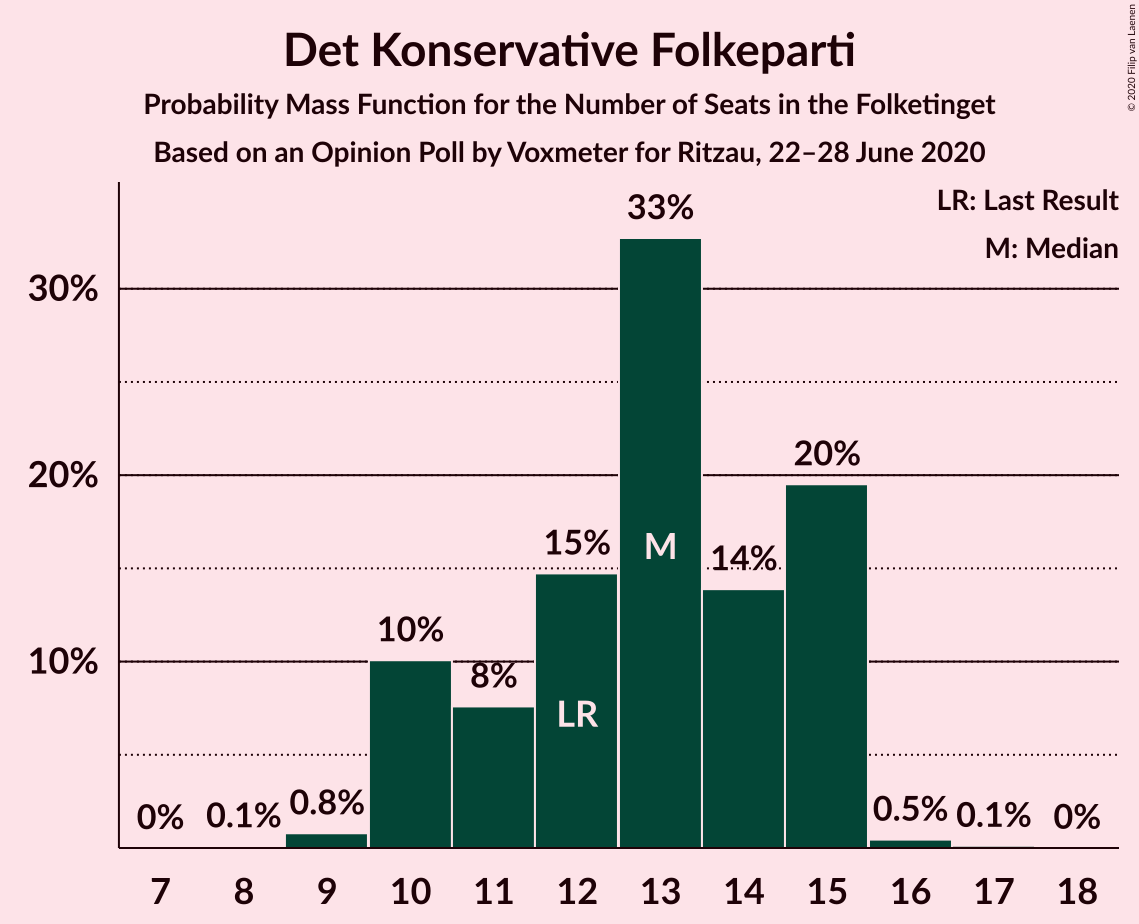 Det Konservative Folkeparti
Probability Mass Function for the Number of Seats in the Folketinget
Based on an Opinion Poll by Voxmeter for Ritzau, 22–28 June 2020
© 2020 Filip van Laenen
LR: Last Result
M: Median
33%
30%
20%
20%
15%
M
14%
10%
10%
8%
LR
0%
0.1%
0.8%
0.5%
0.1%
0%
7 8 9 10 11 12 13 14 15 16 17 18